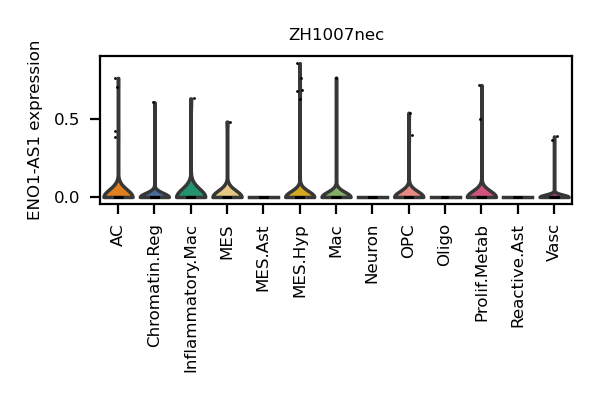 ZH1007nec
ENO1-AS1 expression
0.5
0.0
AC
Chromatin.Reg
Inflammatory.Mac
MES
MES.Ast
MES.Hyp
Mac
Neuron
OPC
Oligo
Prolif.Metab
Reactive.Ast
Vasc